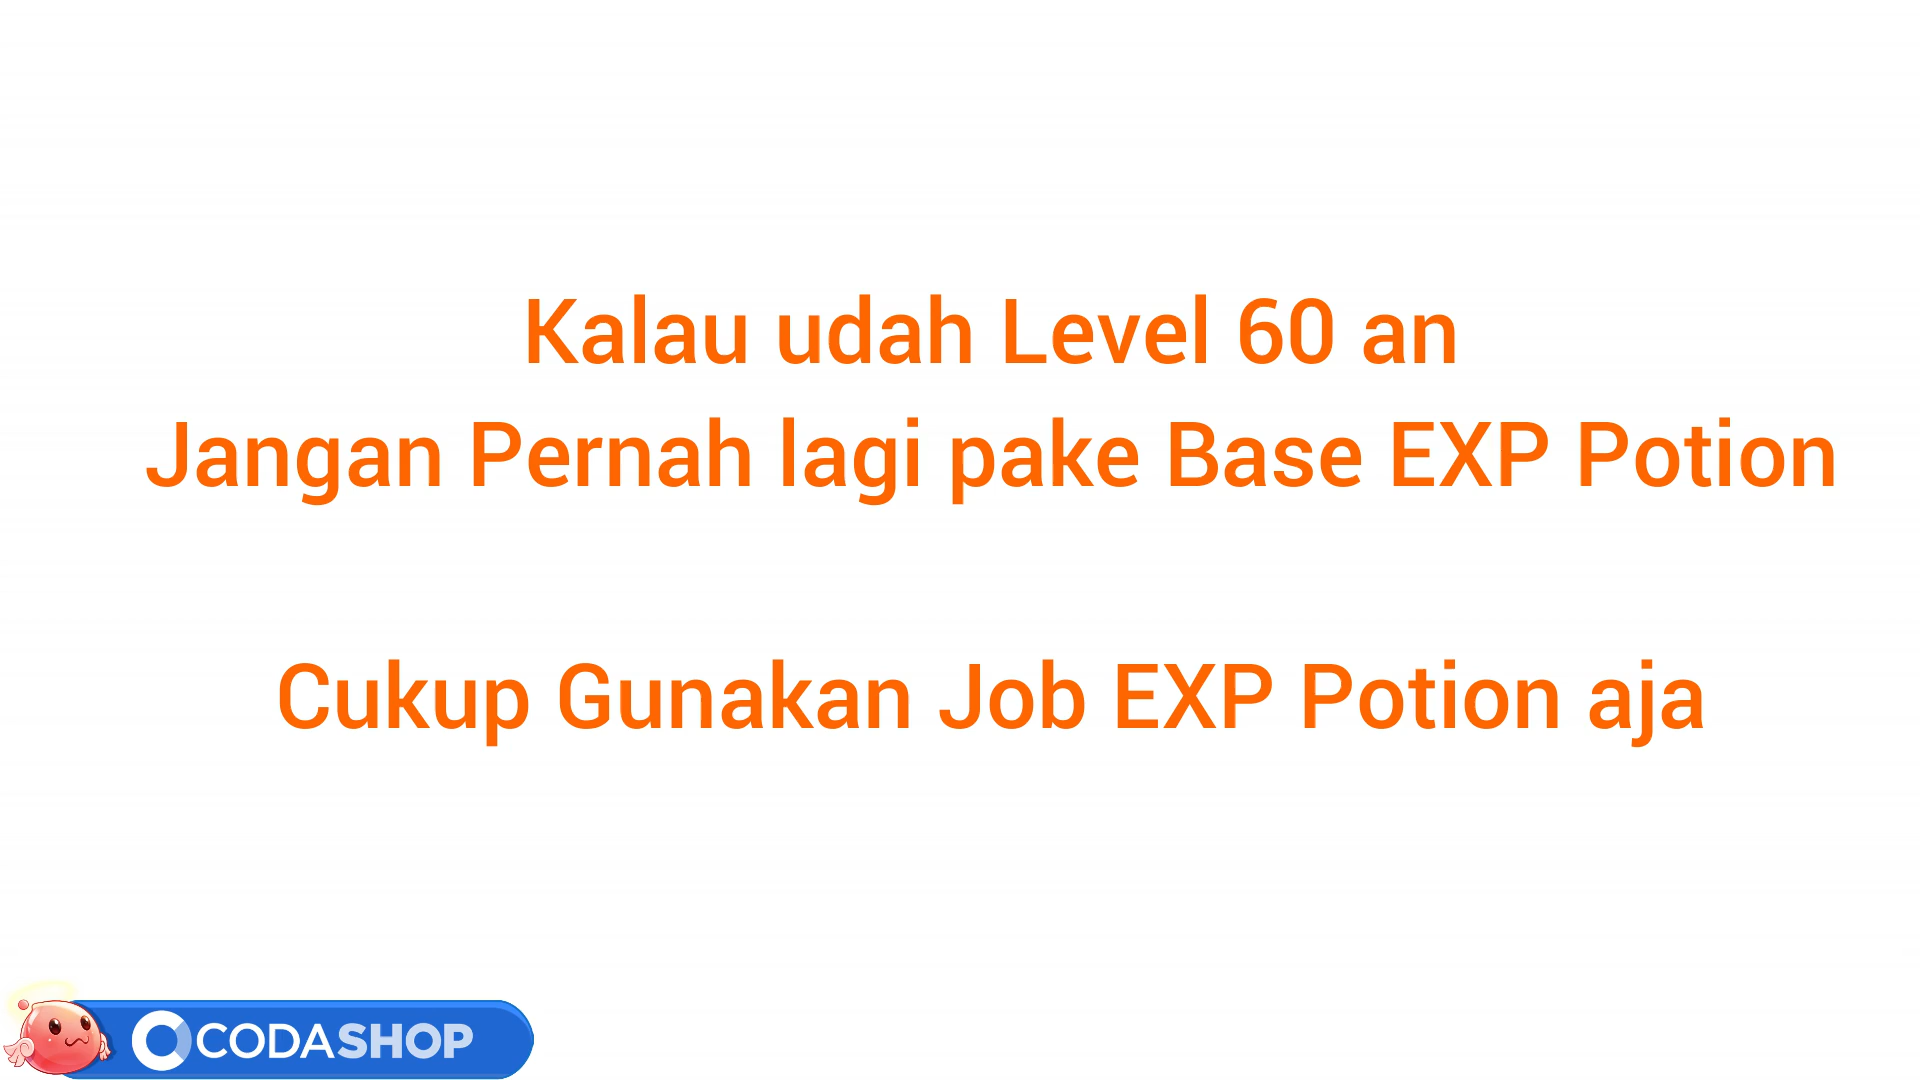 Kalau udah Level 60 an
Jangan Pernah lagi pake Base EXP Potion
Cukup Gunakan Job EXP Potion aja
CODASHOP